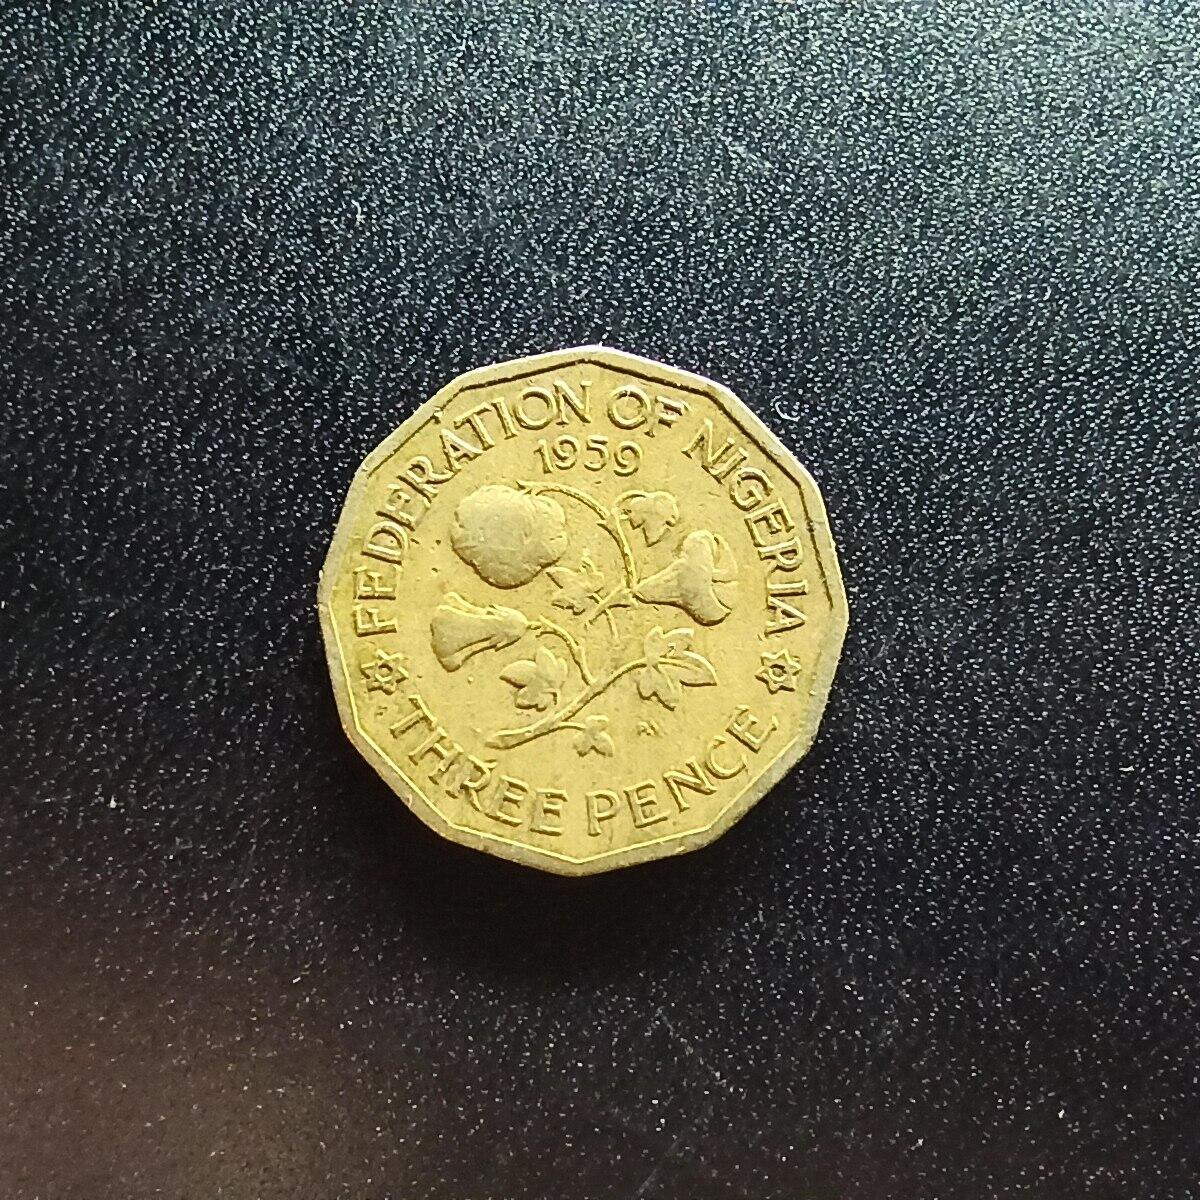 FEDERATION OF NIGERIA
1959
THREE PENCE